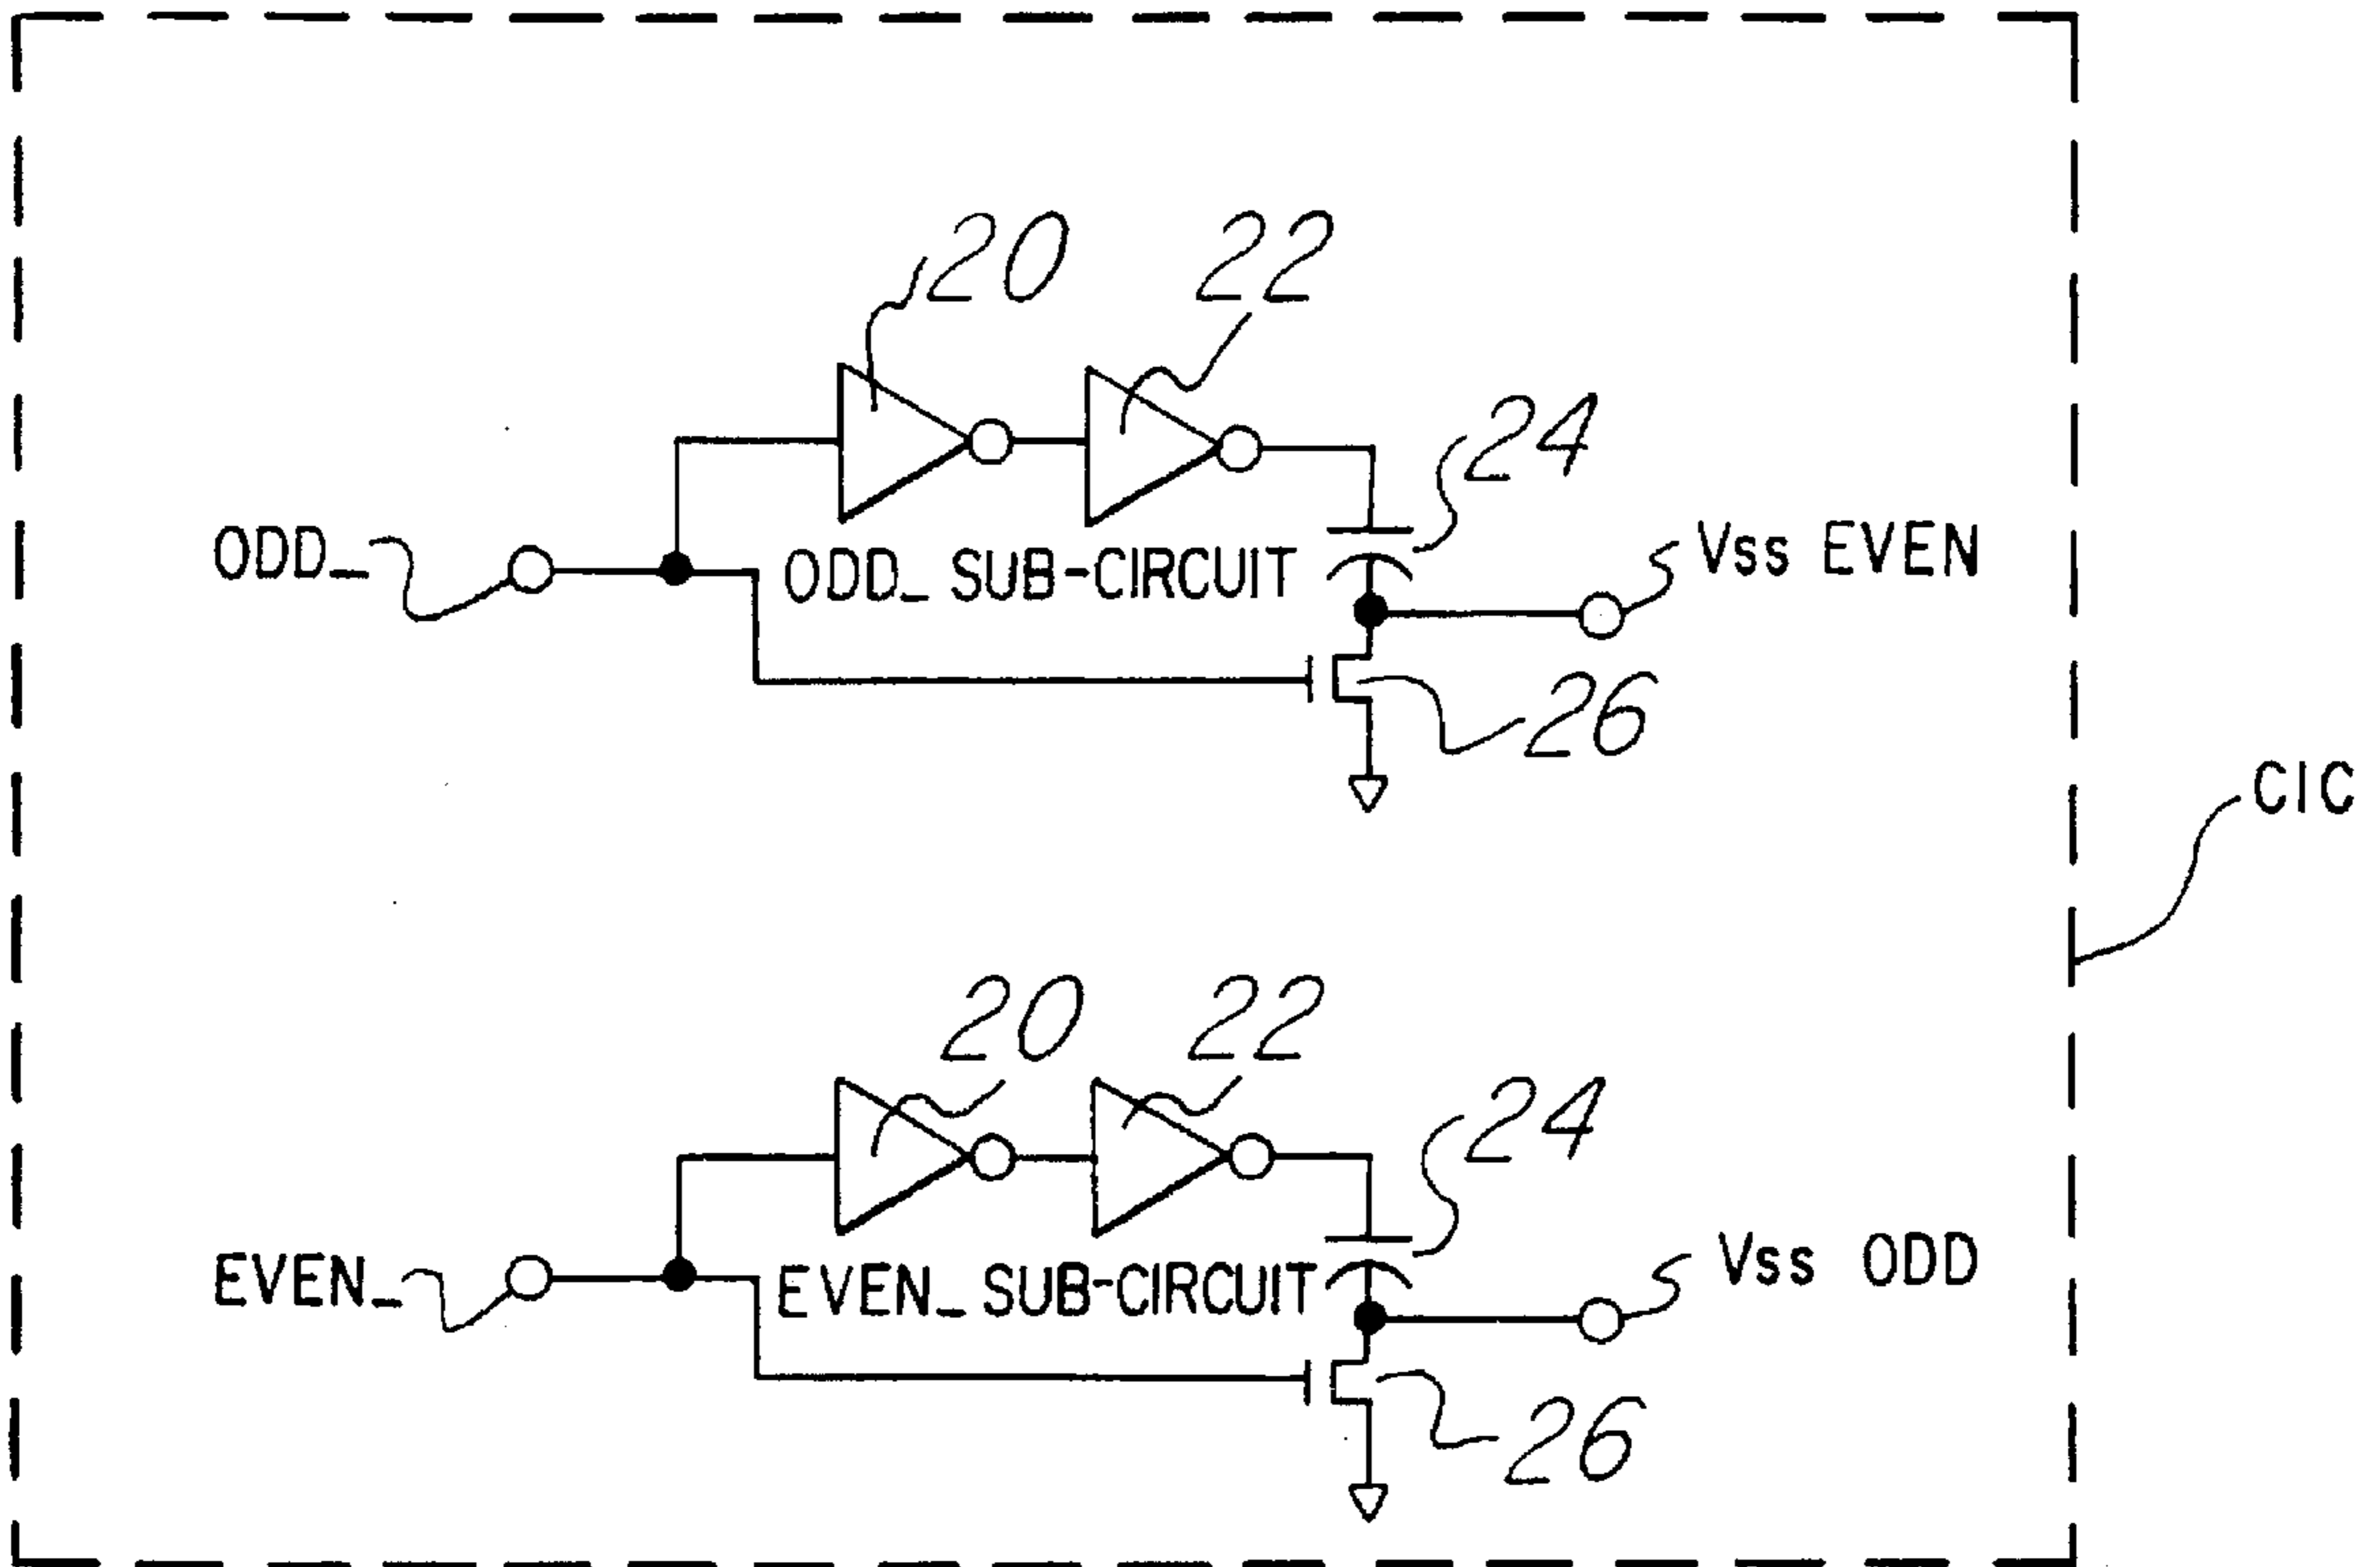 20
22
24
ODD_
ODD_ SUB-CIRCUIT
Vss EVEN
26
CIC
20
22
24
EVEN_
EVEN_ SUB-CIRCUIT
Vss ODD
26